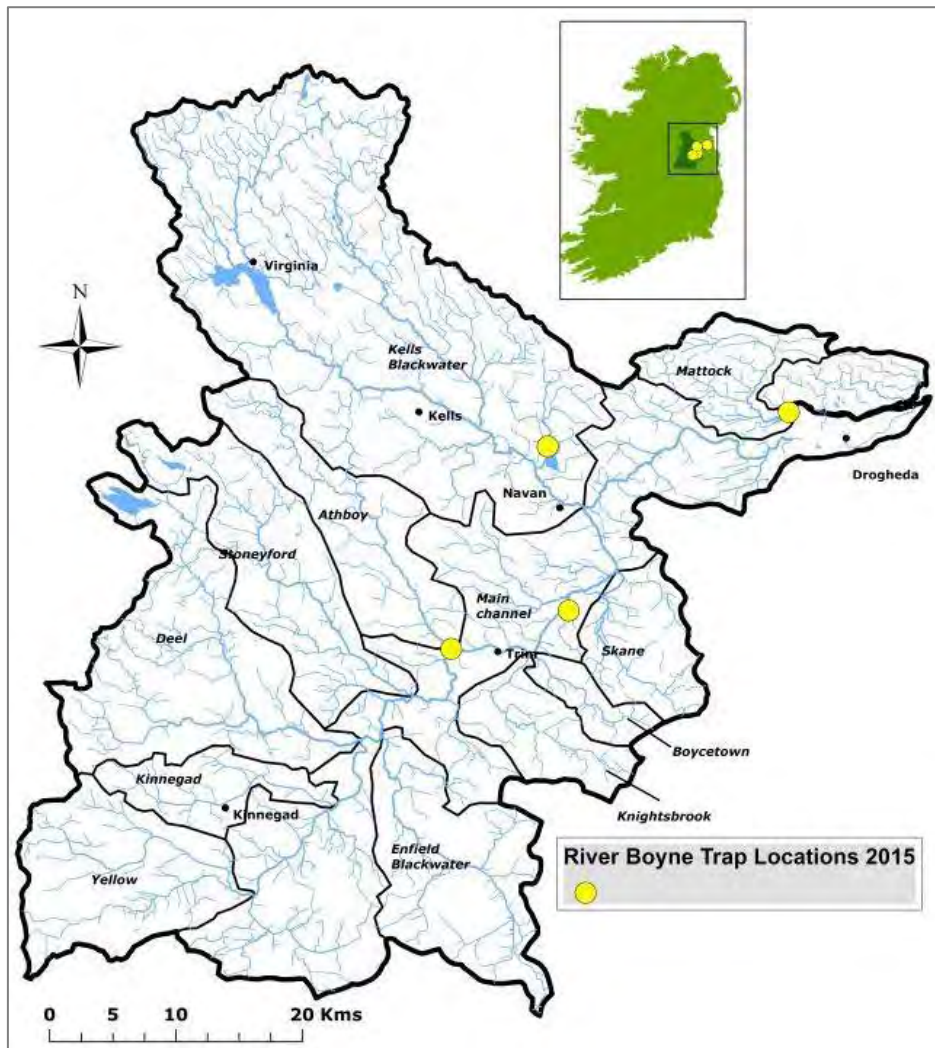 Virginia
N
Kells
Blackwater
Mattock
Kells
Drogheda
Navan
Athboy
Stoneyford
Main
channel
Deel
Trim
Skane
Boycetown
Kinnegad
Kinnegad
Knightsbrook
Enfield
Blackwater
River Boyne Trap Locations 2015
Yellow
0 5 10 20 Kms